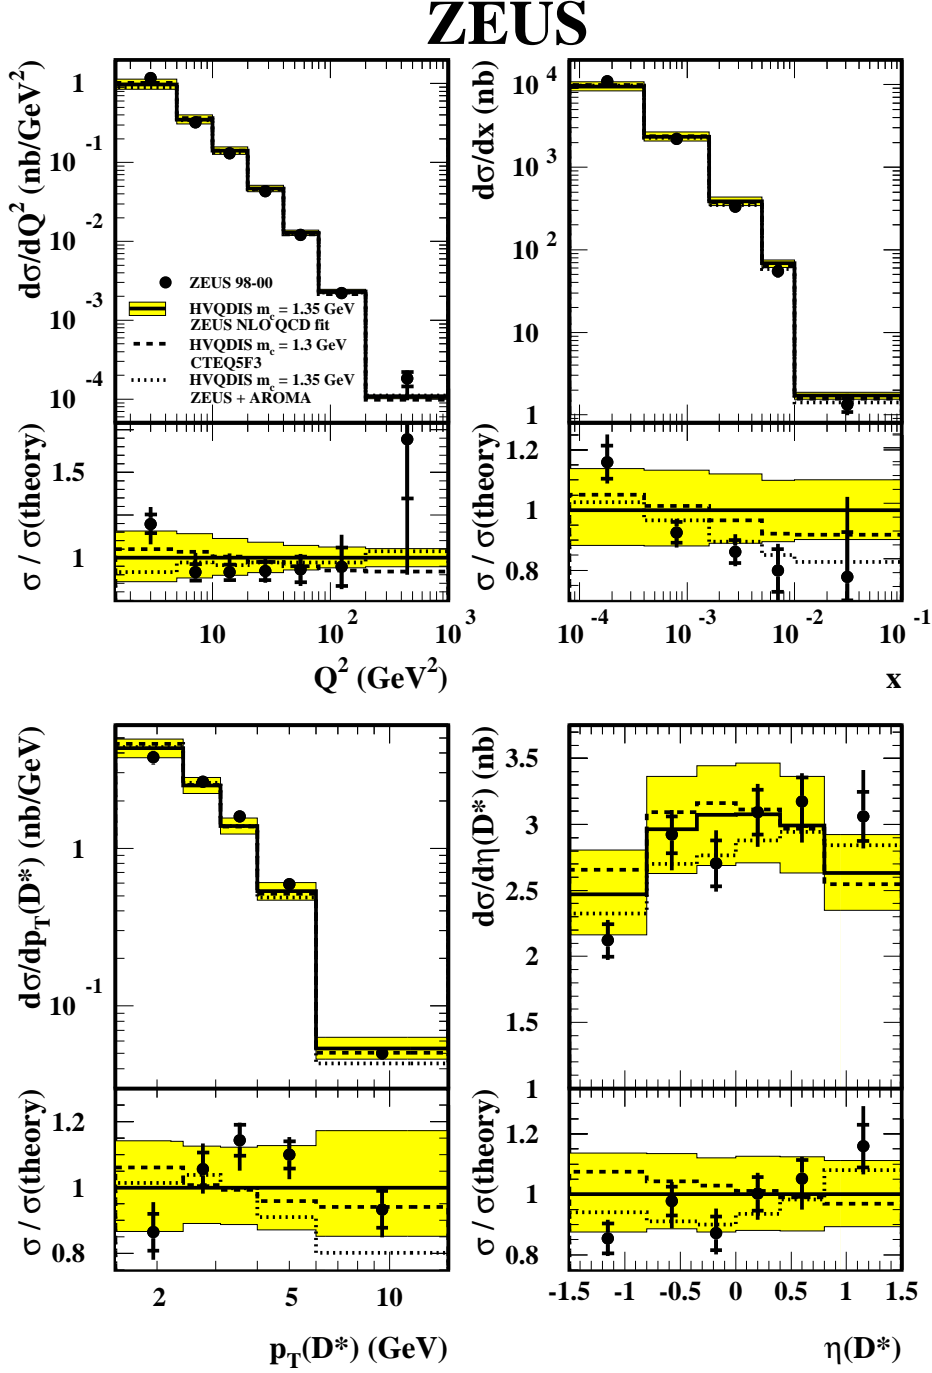 ZEUS
dσ/dQ² (nb/GeV²)
1
10⁻¹
10⁻²
10⁻³
10⁻⁴
ZEUS 98-00
HVQDIS m_c = 1.35 GeV
ZEUS NLO QCD fit
HVQDIS m_c = 1.3 GeV
CTEQ5F3
HVQDIS m_c = 1.35 GeV
ZEUS + AROMA
σ / σ(theory)
1.5
1
10
10²
10³
Q² (GeV²)
dσ/dx (nb)
10⁴
10³
10²
10
1
σ / σ(theory)
1.2
1
0.8
10⁻⁴
10⁻³
10⁻²
10⁻¹
x
dσ/dp_T(D*) (nb/GeV)
1
10⁻¹
σ / σ(theory)
1.2
1
0.8
2
5
10
p_T(D*) (GeV)
dσ/dη(D*) (nb)
3.5
3
2.5
2
1.5
1
σ / σ(theory)
1.2
1
0.8
-1.5
-1
-0.5
0
0.5
1
1.5
η(D*)